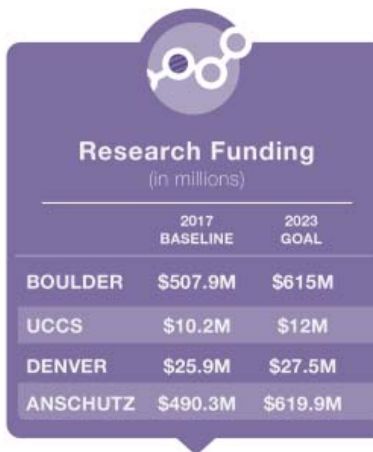 Research Funding
(in millions)
2017 BASELINE 2023 GOAL
BOULDER $507.9M $615M
UCCS $10.2M $12M
DENVER $25.9M $27.5M
ANSCHUTZ $490.3M $619.9M